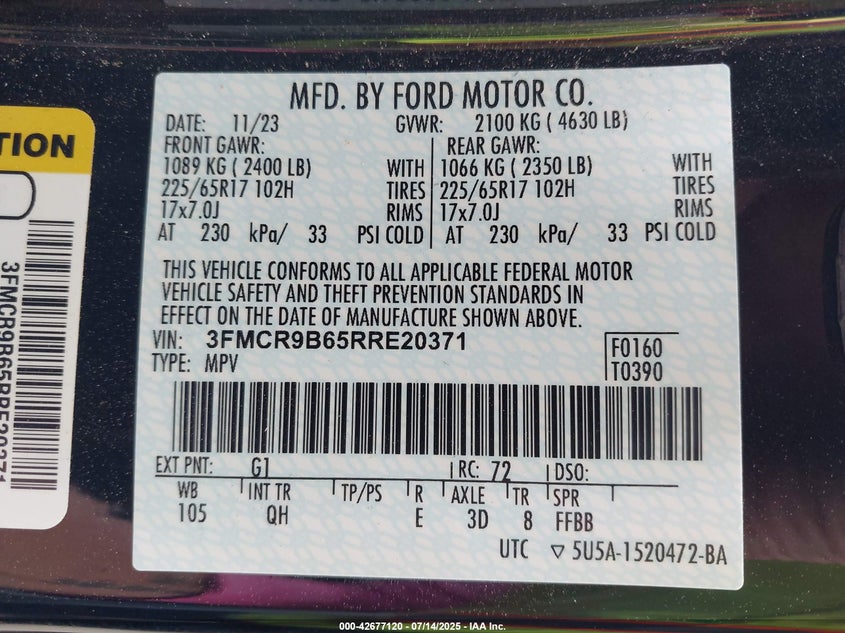 MFD. BY FORD MOTOR CO.
DATE: 11/23 GVWR: 2100 KG ( 4630 LB)
FRONT GAWR: REAR GAWR:
1089 KG ( 2400 LB) WITH 1066 KG ( 2350 LB) WITH
225/65R17 102H TIRES 225/65R17 102H TIRES
17x7.0J RIMS 17x7.0J RIMS
AT 230 kPa/ 33 PSI COLD AT 230 kPa/ 33 PSI COLD
THIS VEHICLE CONFORMS TO ALL APPLICABLE FEDERAL MOTOR
VEHICLE SAFETY AND THEFT PREVENTION STANDARDS IN
EFFECT ON THE DATE OF MANUFACTURE SHOWN ABOVE.
VIN: 3FMCR9B65RRE20371 F0160
TYPE: MPV T0390
EXT PNT: G1 RC: 72 DSO:
WB INT TR TP/PS R AXLE TR SPR
105 QH E 3D 8 FFBB
UTC ▽ 5U5A-1520472-BA
TION
3FMCR9B65RRE20371
000-42677120 - 07/14/2025 - IAA Inc.